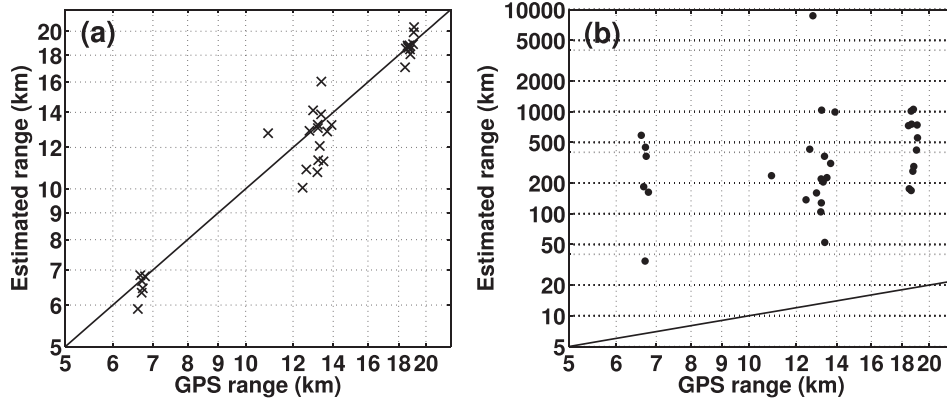 (a)
Estimated range (km)
20
18
16
14
12
10
9
8
7
6
5
5 6 7 8 9 10 12 14 16 18 20
GPS range (km)
(b)
Estimated range (km)
10000
5000
2000
1000
500
200
100
50
20
10
5
5 6 7 8 9 10 12 14 16 18 20
GPS range (km)